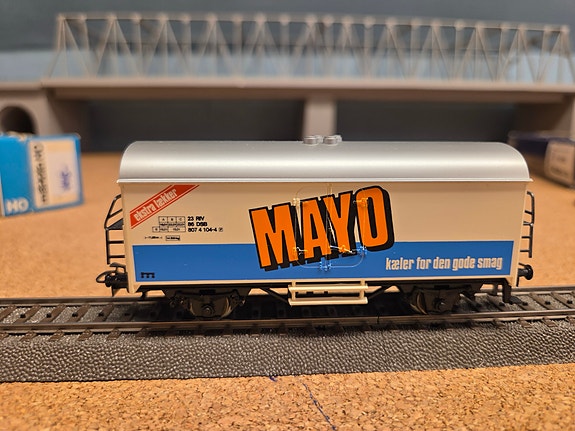 ekstra lækker
23 RIV
86 DSB
807 4 104-4 P
MAYO
kæler for den gode smag
HO